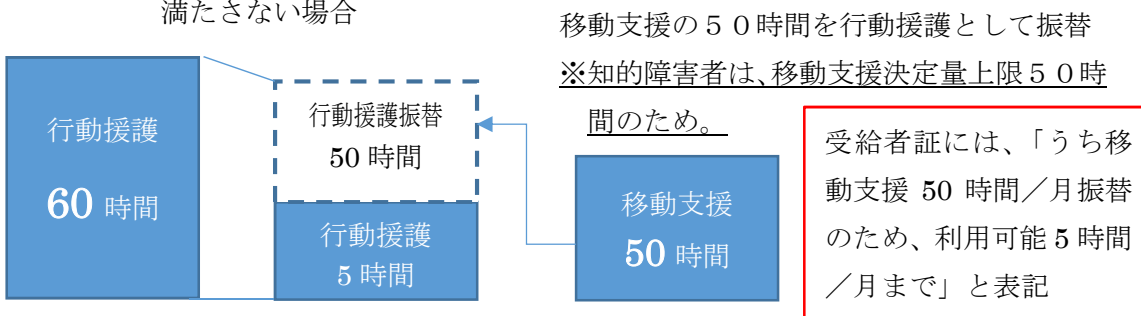 満たさない場合
移動支援の５０時間を行動援護として振替
※知的障害者は、移動支援決定量上限５０時
間のため。
行動援護
60 時間
行動援護振替
50 時間
行動援護
5 時間
移動支援
50 時間
受給者証には、「うち移
動支援 50 時間／月振替
のため、利用可能 5 時間
／月まで」と表記